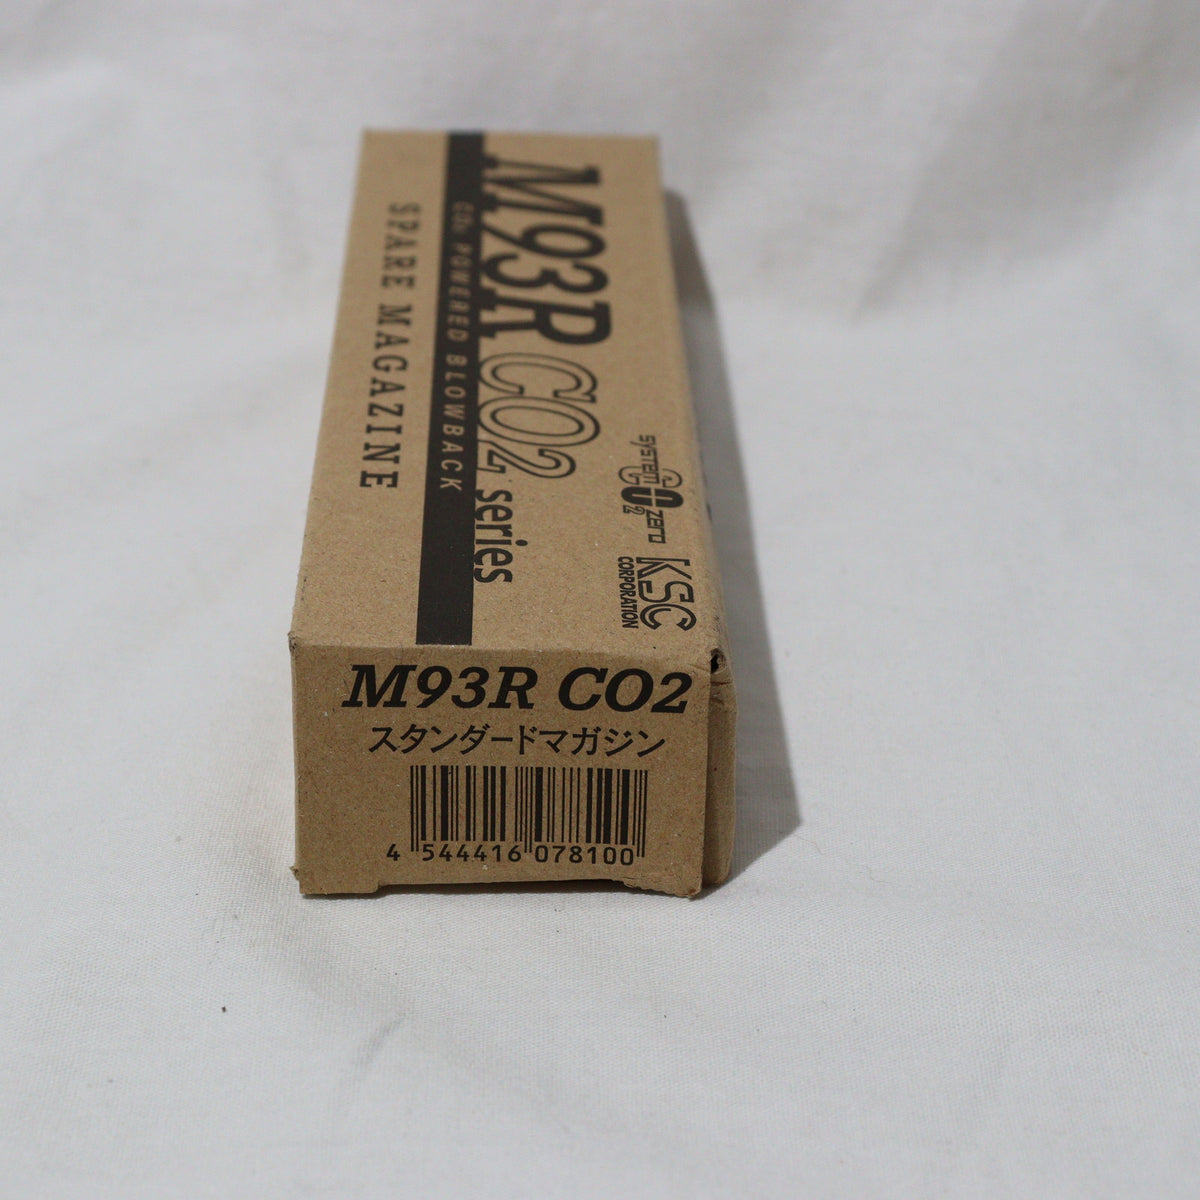 M93R CO2 series
CO₂ POWERED BLOWBACK
SPARE MAGAZINE
SYSTEM CO2 ZERO
KSC
CORPORATION
M93R CO2
スタンダードマガジン
4 544416 078100